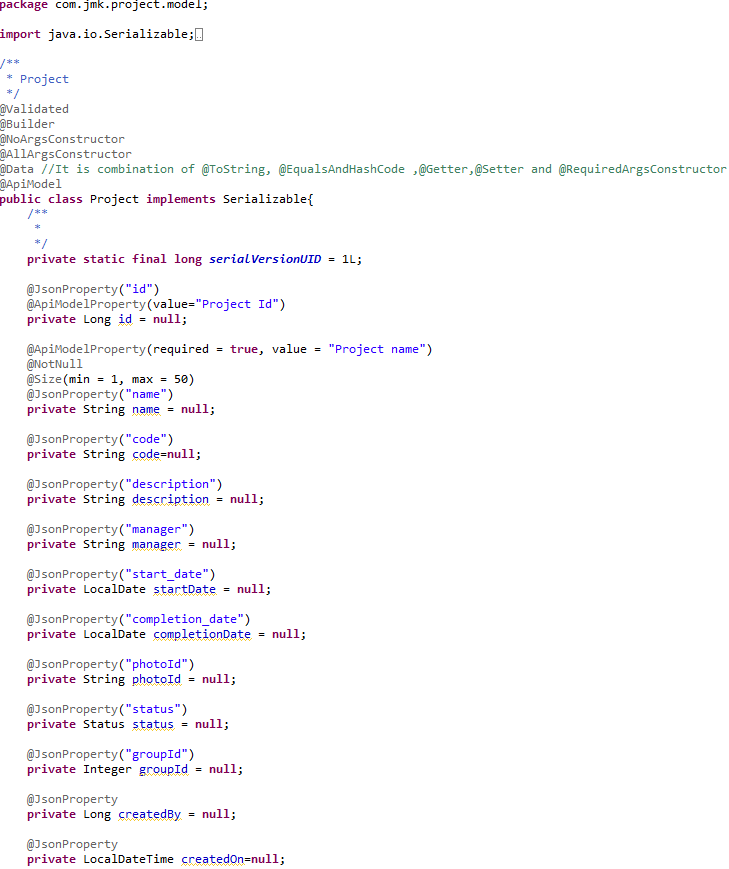 package com.jmk.project.model;
import java.io.Serializable;
/**
 * Project
 */
@Validated
@Builder
@NoArgsConstructor
@AllArgsConstructor
@Data //It is combination of @ToString, @EqualsAndHashCode ,@Getter,@Setter and @RequiredArgsConstructor
@ApiModel
public class Project implements Serializable{
    /**
     *
     */
    private static final long serialVersionUID = 1L;
    @JsonProperty("id")
    @ApiModelProperty(value="Project Id")
    private Long id = null;
    @ApiModelProperty(required = true, value = "Project name")
    @NotNull
    @Size(min = 1, max = 50)
    @JsonProperty("name")
    private String name = null;
    @JsonProperty("code")
    private String code=null;
    @JsonProperty("description")
    private String description = null;
    @JsonProperty("manager")
    private String manager = null;
    @JsonProperty("start_date")
    private LocalDate startDate = null;
    @JsonProperty("completion_date")
    private LocalDate completionDate = null;
    @JsonProperty("photoId")
    private String photoId = null;
    @JsonProperty("status")
    private Status status = null;
    @JsonProperty("groupId")
    private Integer groupId = null;
    @JsonProperty
    private Long createdBy = null;
    @JsonProperty
    private LocalDateTime createdOn=null;